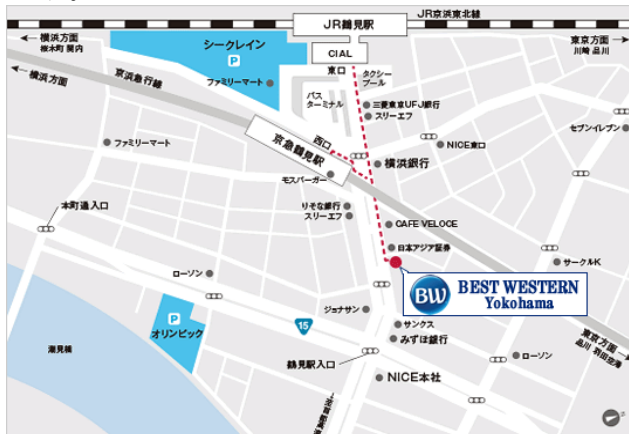 JR鶴見駅
JR京浜東北線
横浜方面
桜木町 関内
シークレイン
P
CIAL
東京方面
川崎 品川
横浜方面
京浜急行線
ファミリーマート
東口
タクシー
プール
バス
ターミナル
三菱東京UFJ銀行
スリーエフ
西口
京急鶴見駅
NICE東口
セブンイレブン
ファミリーマート
横浜銀行
モスバーガー
りそな銀行
スリーエフ
本町通入口
CAFE VELOCE
日本アジア証券
ローソン
サークルK
BW
BEST WESTERN
Yokohama
P
オリンピック
ジョナサン
15
サンクス
みずほ銀行
東京方面
品川 羽田空港
潮見橋
鶴見駅入口
ローソン
NICE本社